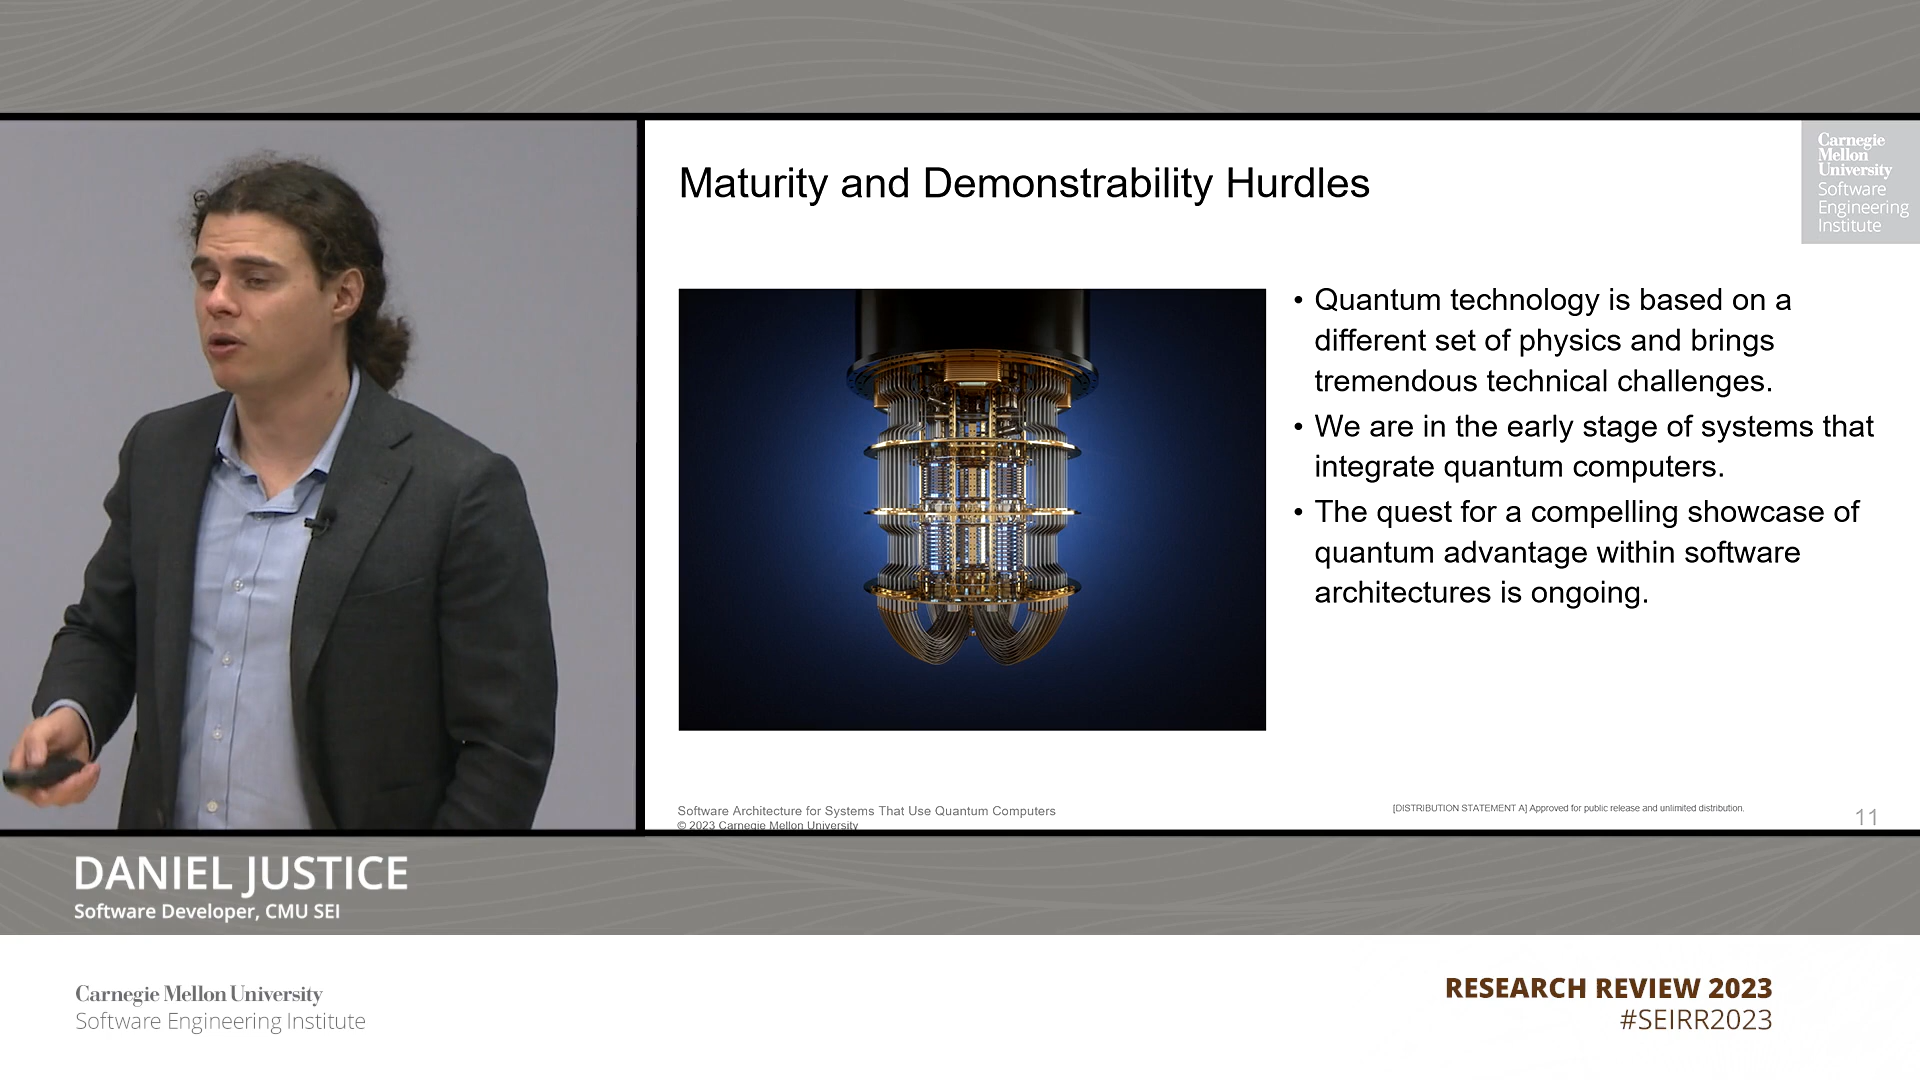 Maturity and Demonstrability Hurdles
Carnegie
Mellon
University
Software
Engineering
Institute
• Quantum technology is based on a
different set of physics and brings
tremendous technical challenges.
• We are in the early stage of systems that
integrate quantum computers.
• The quest for a compelling showcase of
quantum advantage within software
architectures is ongoing.
Software Architecture for Systems That Use Quantum Computers
© 2023 Carnegie Mellon University
[DISTRIBUTION STATEMENT A] Approved for public release and unlimited distribution.
11
DANIEL JUSTICE
Software Developer, CMU SEI
Carnegie Mellon University
Software Engineering Institute
RESEARCH REVIEW 2023
#SEIRR2023